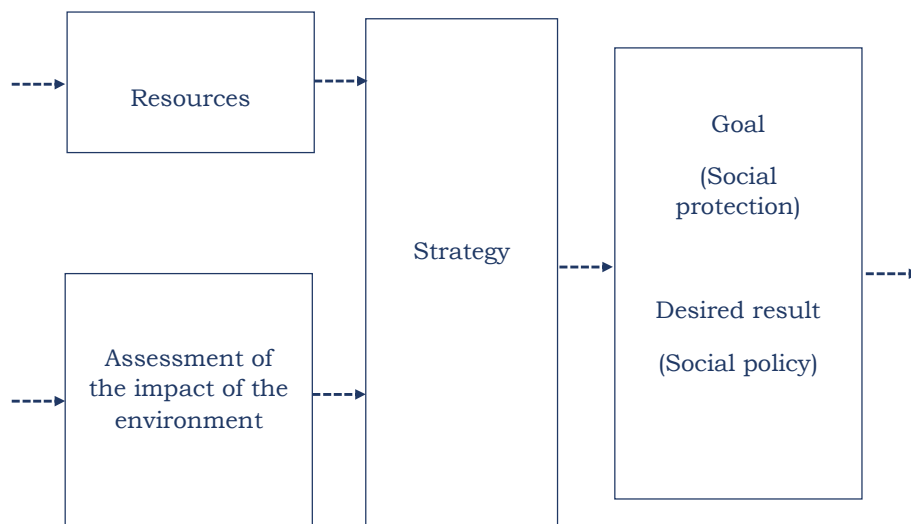 Resources
Assessment of
the impact of the
environment
Strategy
Goal
(Social
protection)
Desired result
(Social policy)